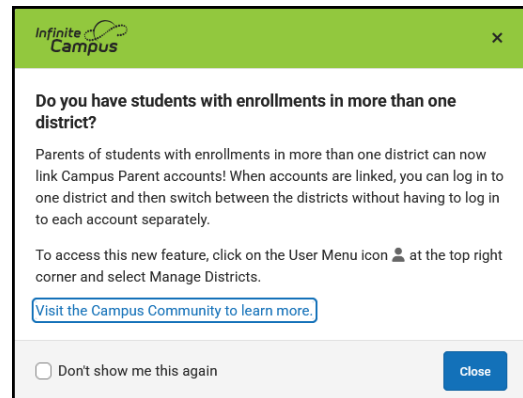 Infinite
Campus
×
Do you have students with enrollments in more than one
district?
Parents of students with enrollments in more than one district can now
link Campus Parent accounts! When accounts are linked, you can log in to
one district and then switch between the districts without having to log in
to each account separately.
To access this new feature, click on the User Menu icon at the top right
corner and select Manage Districts.
Visit the Campus Community to learn more.
Don't show me this again
Close